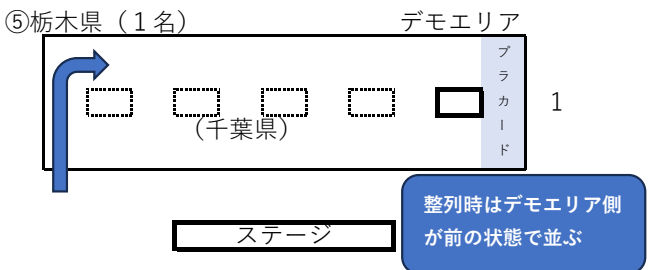 ⑤栃木県（１名）
デモエリア
プラカード
1
（千葉県）
ステージ
整列時はデモエリア側
が前の状態で並ぶ